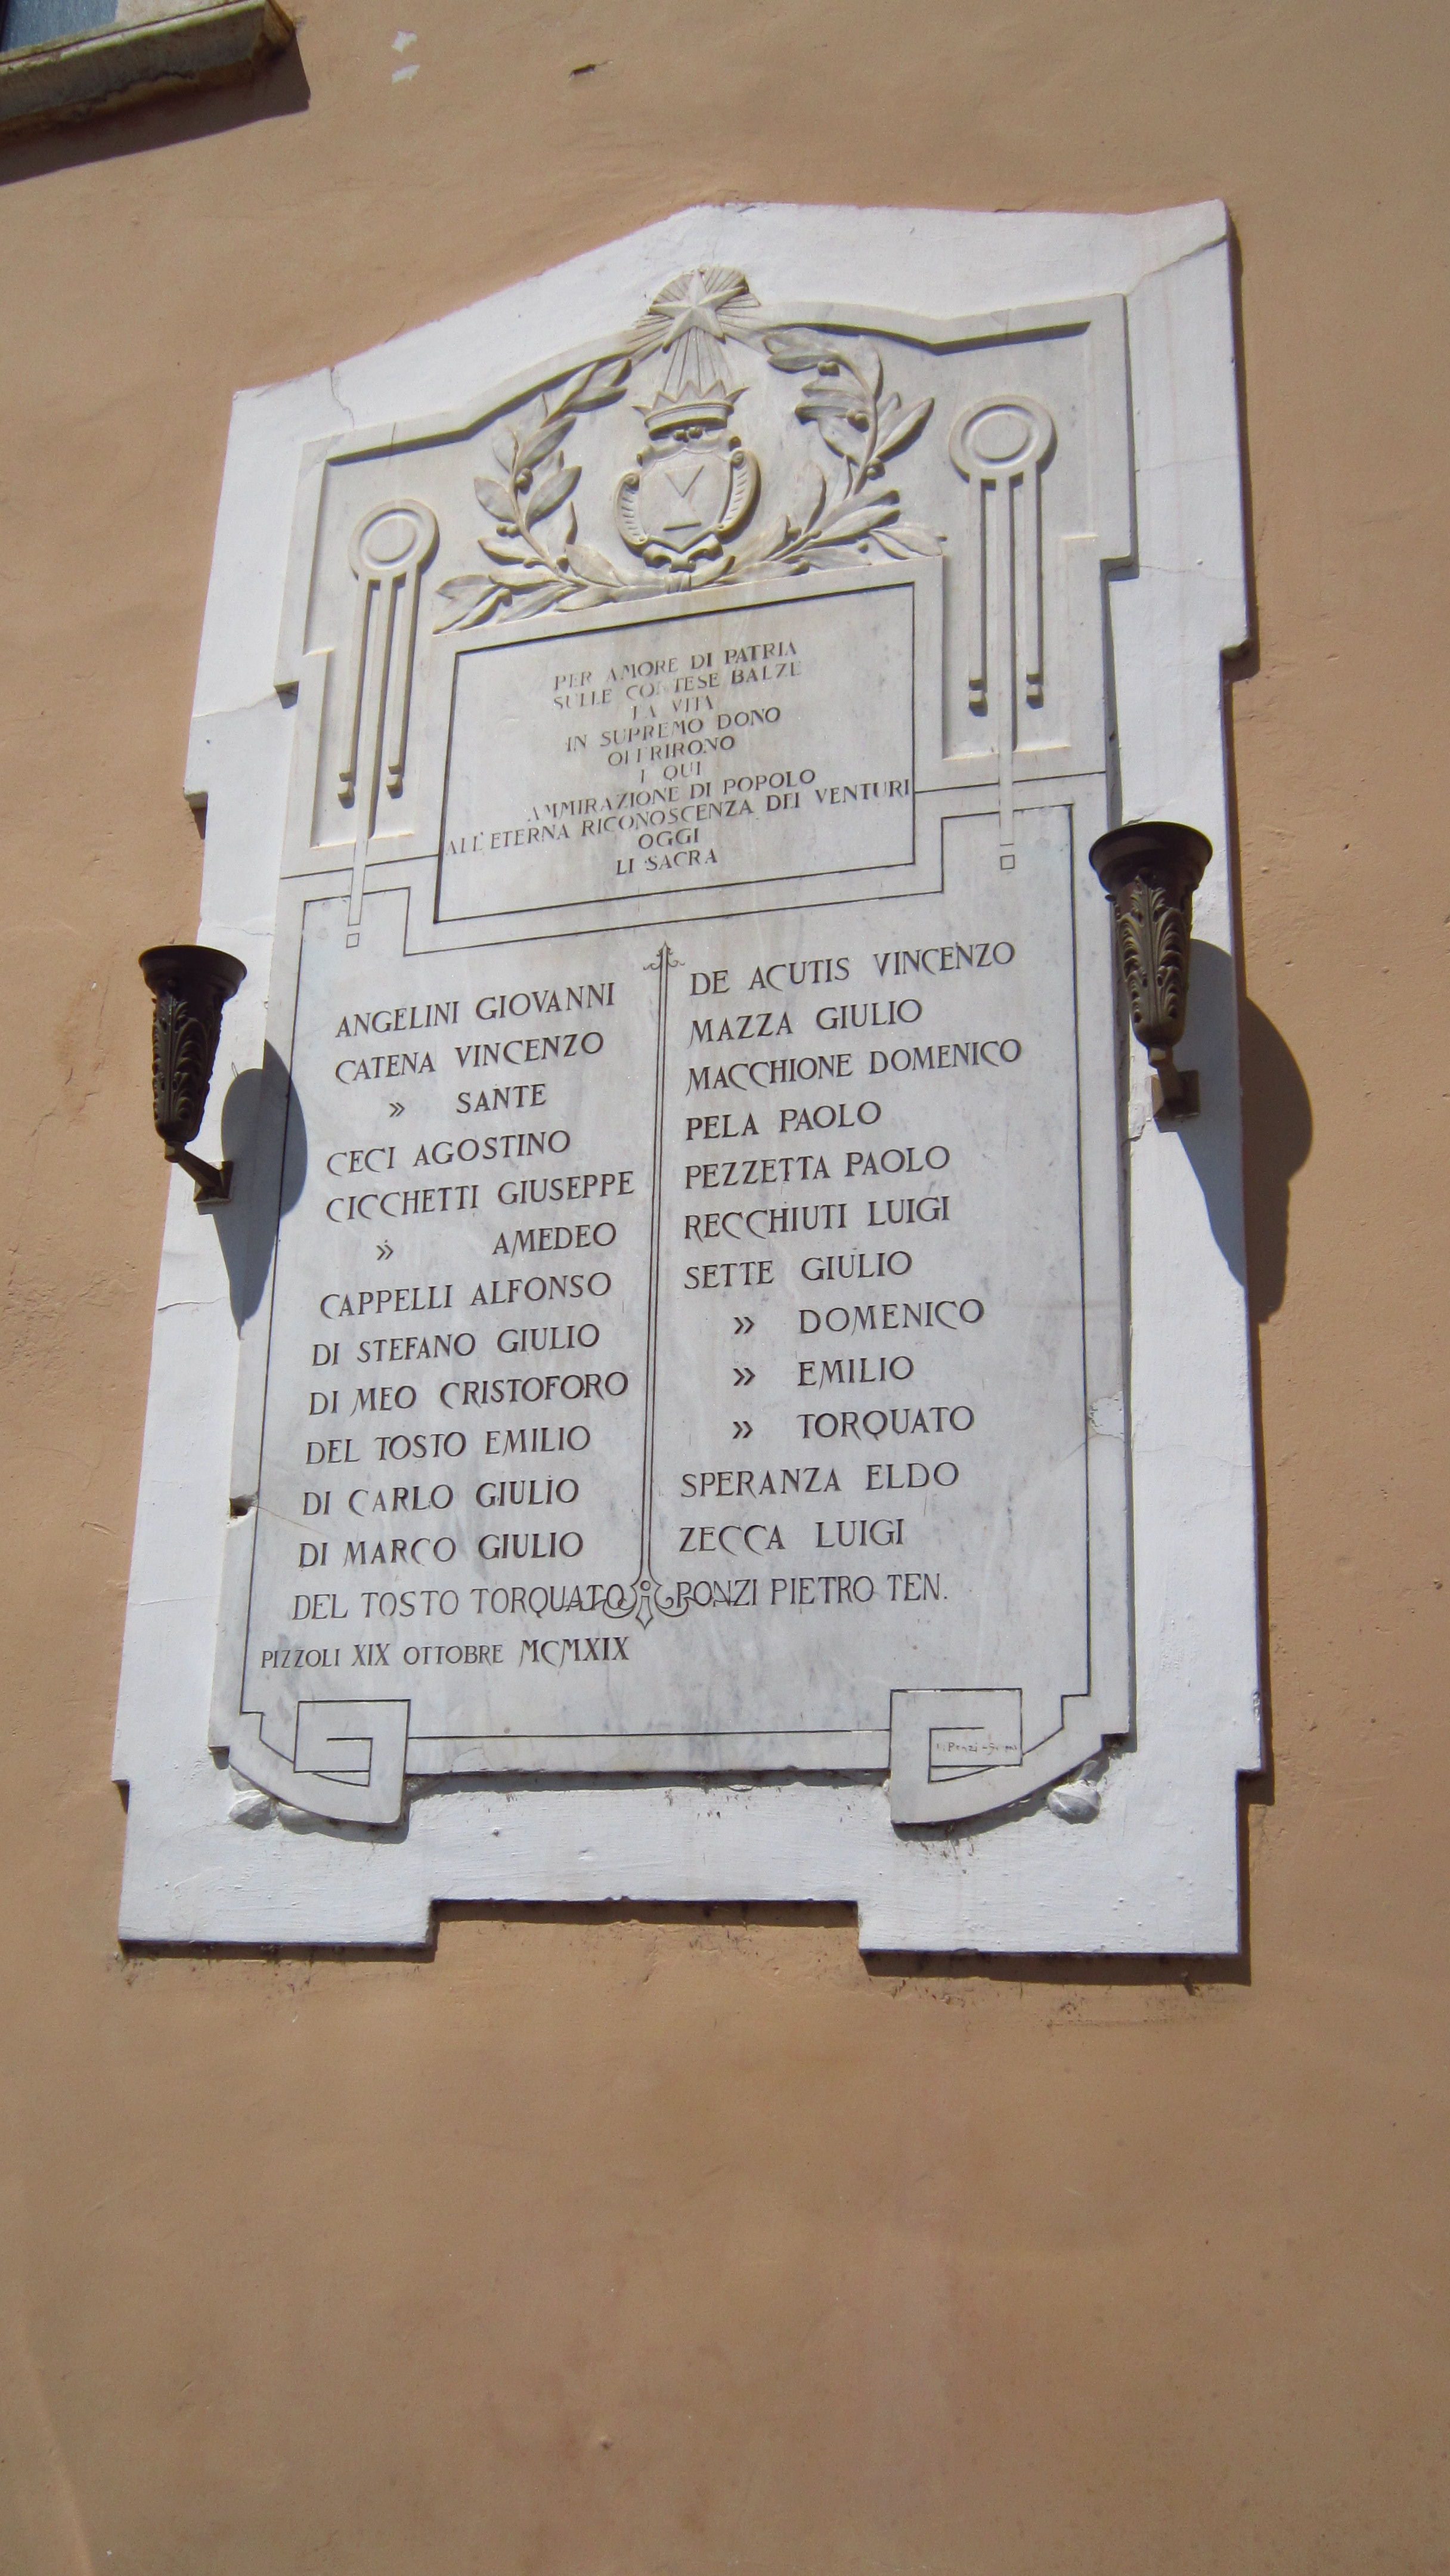 PER AMORE DI PATRIA
SULLE CONTESE BALZE
LA VITA
IN SUPREMO DONO
OFFRIRONO
E QUI
AMMIRAZIONE DI POPOLO
ALL'ETERNA RICONOSCENZA DEI VENTURI
OGGI
LI SACRA
ANGELINI GIOVANNI
CATENA VINCENZO
» SANTE
CECI AGOSTINO
CICCHETTI GIUSEPPE
» AMEDEO
CAPPELLI ALFONSO
DI STEFANO GIULIO
DI MEO CRISTOFORO
DEL TOSTO EMILIO
DI CARLO GIULIO
DI MARCO GIULIO
DEL TOSTO TORQUATO
DE ACUTIS VINCENZO
MAZZA GIULIO
MACCHIONE DOMENICO
PELA PAOLO
PEZZETTA PAOLO
RECCHIUTI LUIGI
SETTE GIULIO
» DOMENICO
» EMILIO
» TORQUATO
SPERANZA ELDO
ZECCA LUIGI
PONZI PIETRO TEN.
PIZZOLI XIX OTTOBRE MCMXIX
Ponzi